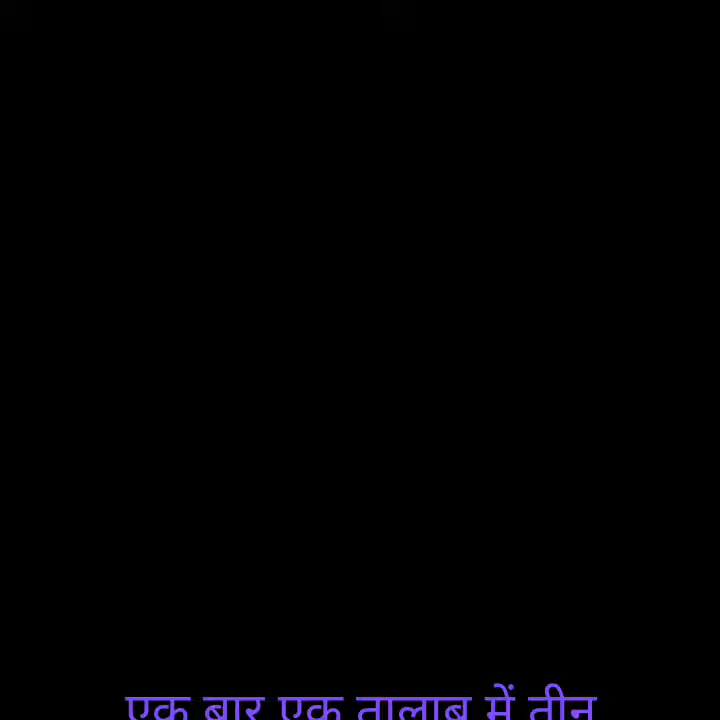 एक बार एक तालाब में तीन